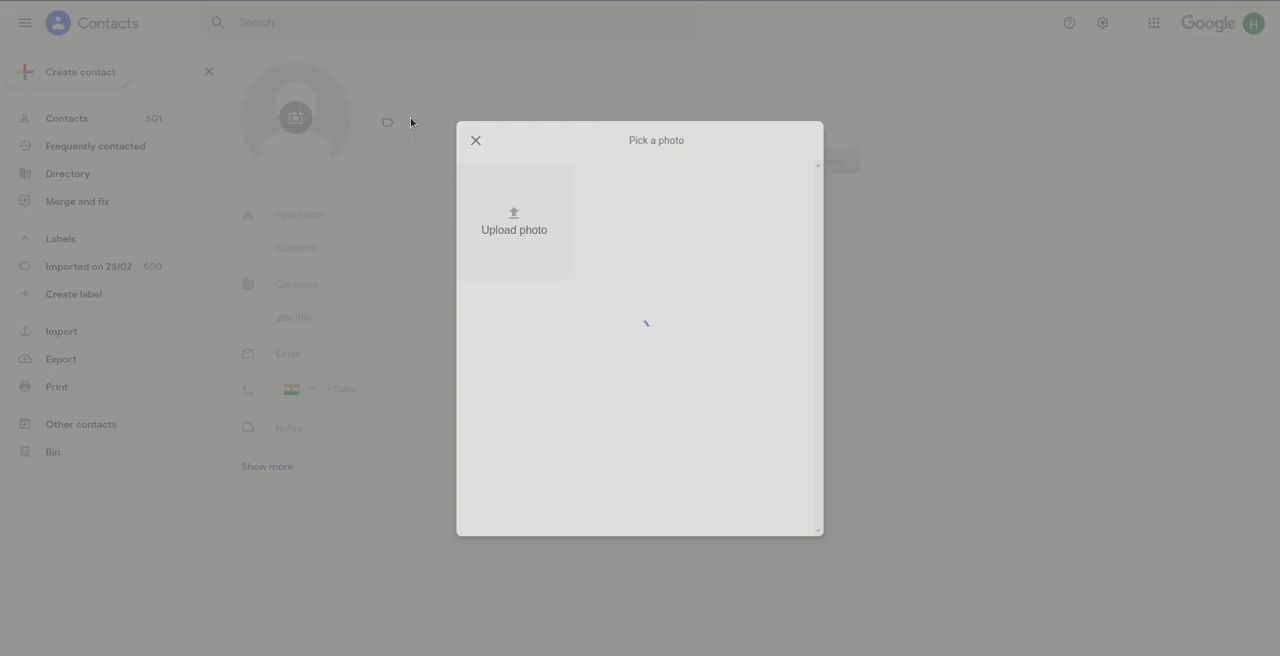 Contacts
Search
Google
H
Create contact
Contacts 501
Frequently contacted
Directory
Merge and fix
Labels
Imported on 25/02 500
Create label
Import
Export
Print
Other contacts
Bin
First name
Surname
Company
Job title
Email
Phone
Notes
Show more
Pick a photo
Upload photo